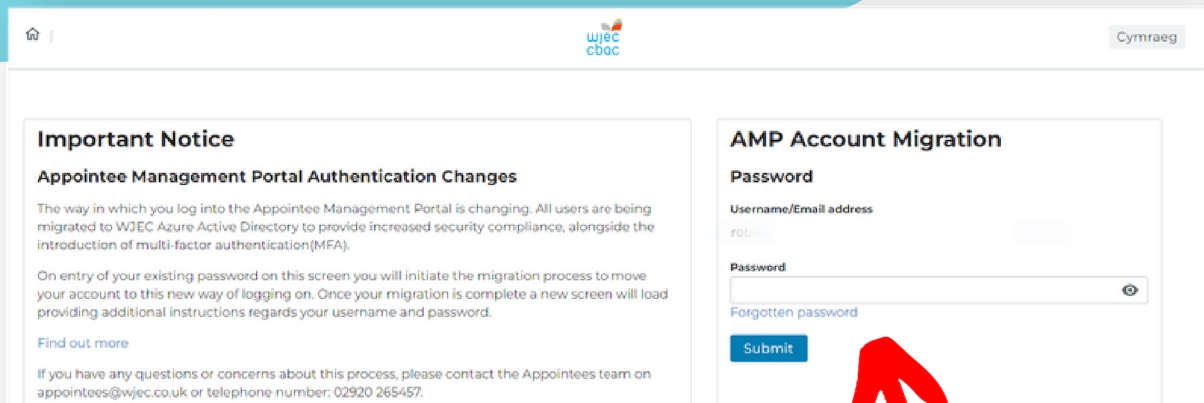 wjec
cbac
Cymraeg
Important Notice
Appointee Management Portal Authentication Changes
The way in which you log into the Appointee Management Portal is changing. All users are being
migrated to WJEC Azure Active Directory to provide increased security compliance, alongside the
introduction of multi-factor authentication(MFA).
On entry of your existing password on this screen you will initiate the migration process to move
your account to this new way of logging on. Once your migration is complete a new screen will load
providing additional instructions regards your username and password.
Find out more
If you have any questions or concerns about this process, please contact the Appointees team on
appointees@wjec.co.uk or telephone number: 02920 265457.
AMP Account Migration
Password
Username/Email address
Password
Forgotten password
Submit